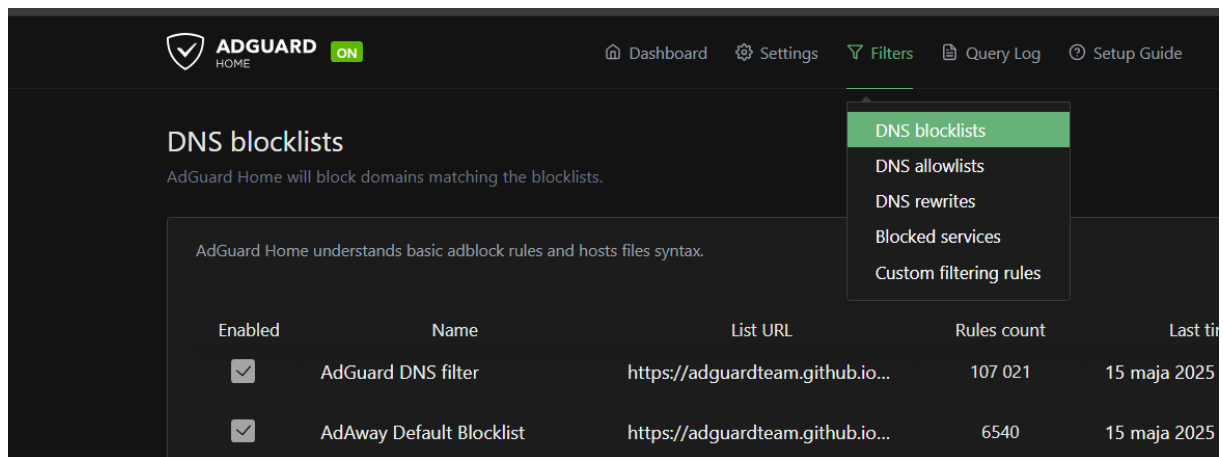 ADGUARD ON
HOME
Dashboard Settings Filters Query Log Setup Guide
DNS blocklists
DNS allowlists
DNS rewrites
Blocked services
Custom filtering rules
DNS blocklists
AdGuard Home will block domains matching the blocklists.
AdGuard Home understands basic adblock rules and hosts files syntax.
Enabled Name List URL Rules count Last tir
AdGuard DNS filter https://adguardteam.github.io... 107 021 15 maja 2025
AdAway Default Blocklist https://adguardteam.github.io... 6540 15 maja 2025